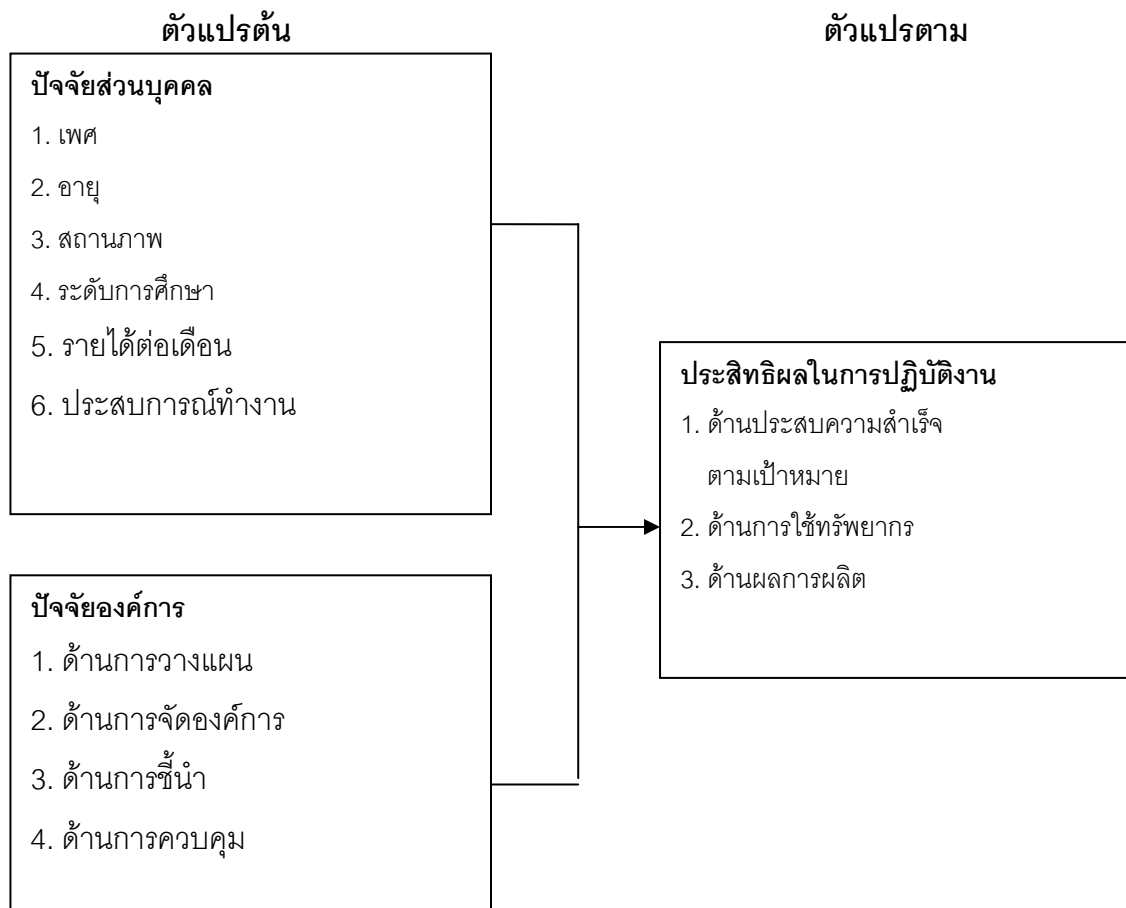 ตัวแปรต้น
ตัวแปรตาม
ปัจจัยส่วนบุคคล
1. เพศ
2. อายุ
3. สถานภาพ
4. ระดับการศึกษา
5. รายได้ต่อเดือน
6. ประสบการณ์ทำงาน
ปัจจัยองค์การ
1. ด้านการวางแผน
2. ด้านการจัดองค์การ
3. ด้านการชี้นำ
4. ด้านการควบคุม
ประสิทธิผลในการปฏิบัติงาน
1. ด้านประสบความสำเร็จ
ตามเป้าหมาย
2. ด้านการใช้ทรัพยากร
3. ด้านผลการผลิต